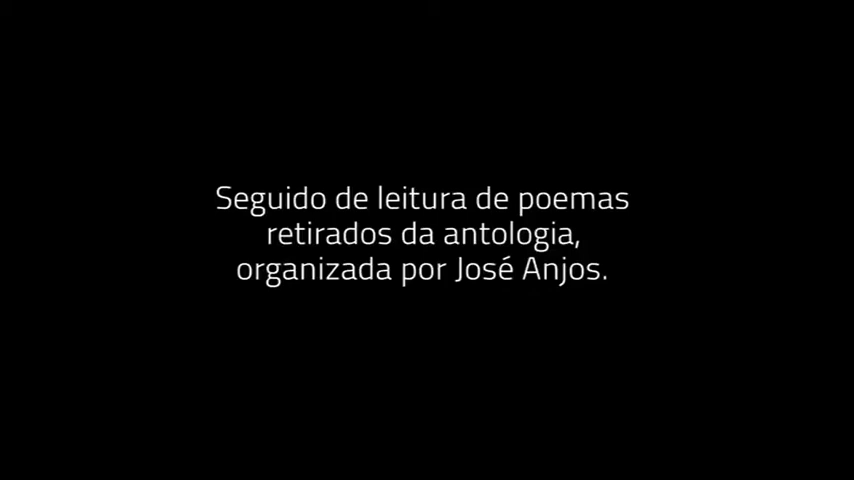 Seguido de leitura de poemas
retirados da antologia,
organizada por José Anjos.